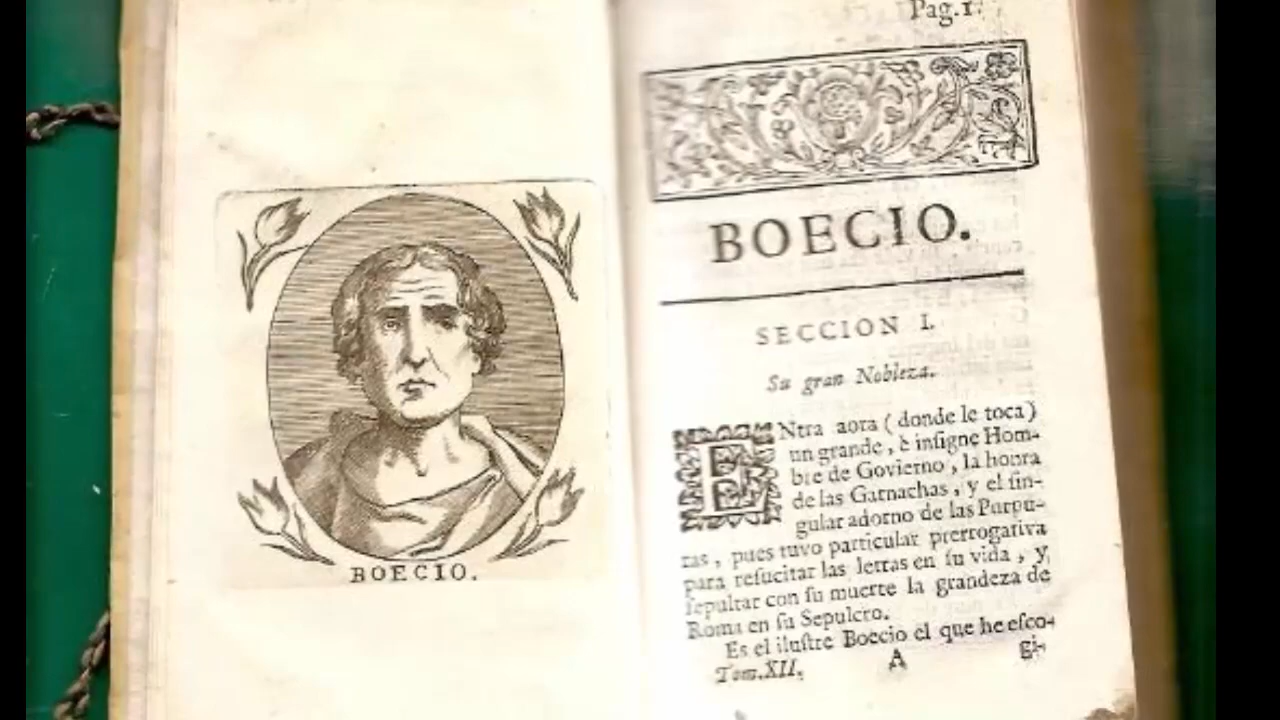 BOECIO.
Pag.1.
BOECIO.
SECCION I.
Su gran Nobleza.
ENtra aora ( donde le toca)
un grande, è insigne Hom-
bre de Govierno, la honra
de las Garnachas, y el sin-
gular adorno de las Purpu-
ras, pues tuvo particular prerrogativa
para resucitar las letras en su vida, y
sepultar con su muerte la grandeza de
Roma en su Sepulcro.
Es el ilustre Boecio el que he esco-
Tom.XII. A gi-